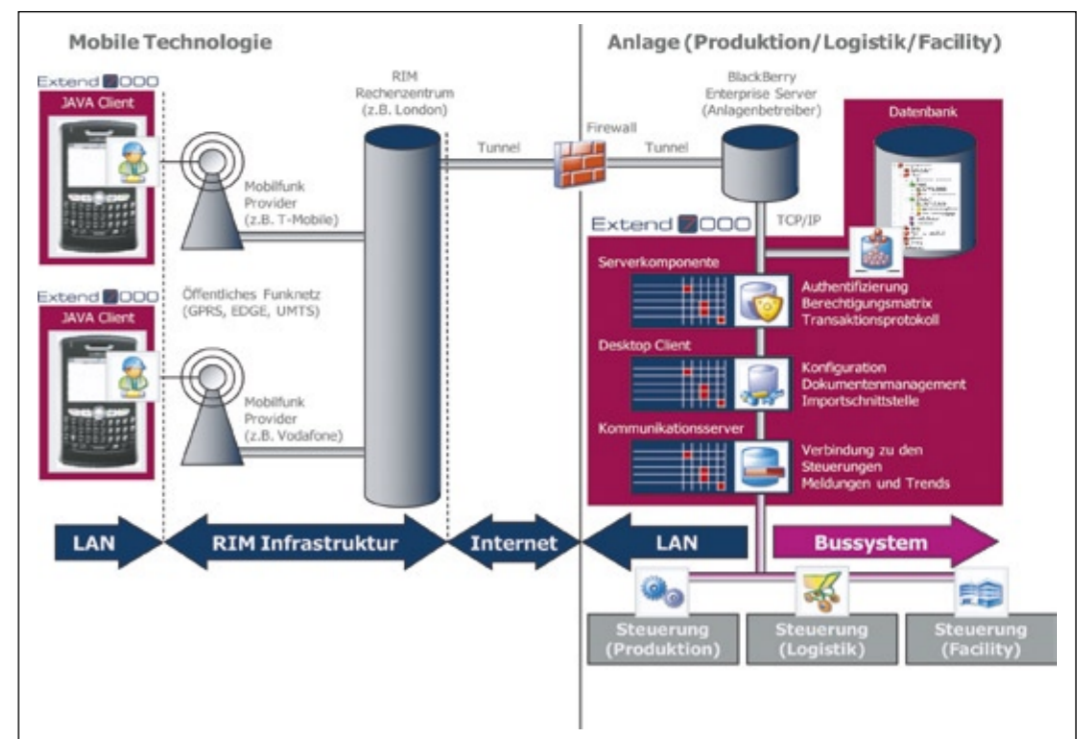 Mobile Technologie
Anlage (Produktion/Logistik/Facility)
Extend 7000
JAVA Client
RIM
Rechenzentrum
(z.B. London)
Mobilfunk
Provider
(z.B. T-Mobile)
Tunnel
Firewall
Tunnel
BlackBerry
Enterprise Server
(Anlagenbetreiber)
Datenbank
TCP/IP
Extend 7000
JAVA Client
Öffentliches Funknetz
(GPRS, EDGE, UMTS)
Mobilfunk
Provider
(z.B. Vodafone)
Extend 7000
Serverkomponente
Authentifizierung
Berechtigungsmatrix
Transaktionsprotokoll
Desktop Client
Konfiguration
Dokumentenmanagement
Importschnittstelle
Kommunikationsserver
Verbindung zu den
Steuerungen
Meldungen und Trends
LAN
RIM Infrastruktur
Internet
LAN
Bussystem
Steuerung
(Produktion)
Steuerung
(Logistik)
Steuerung
(Facility)